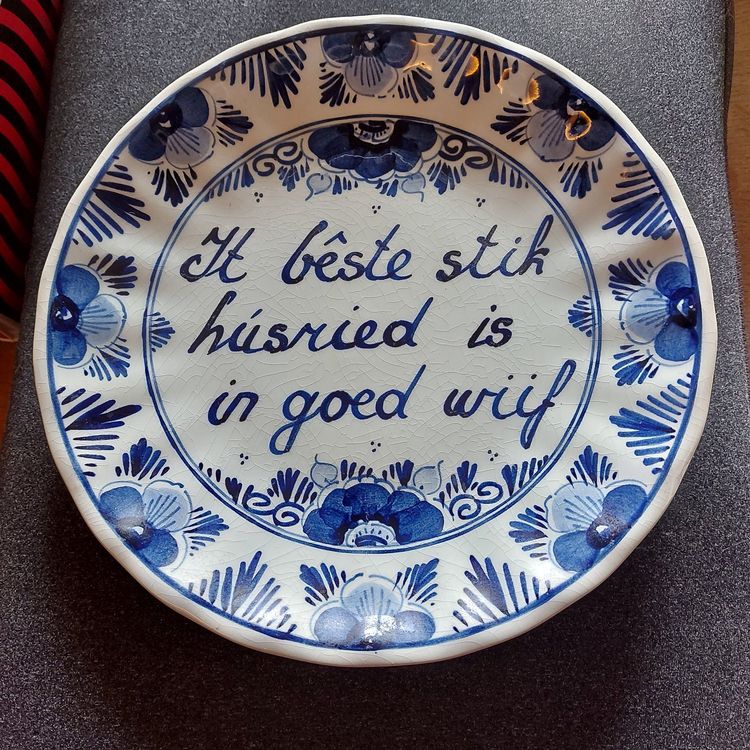 It bêste stik
húsried is
in goed wiif